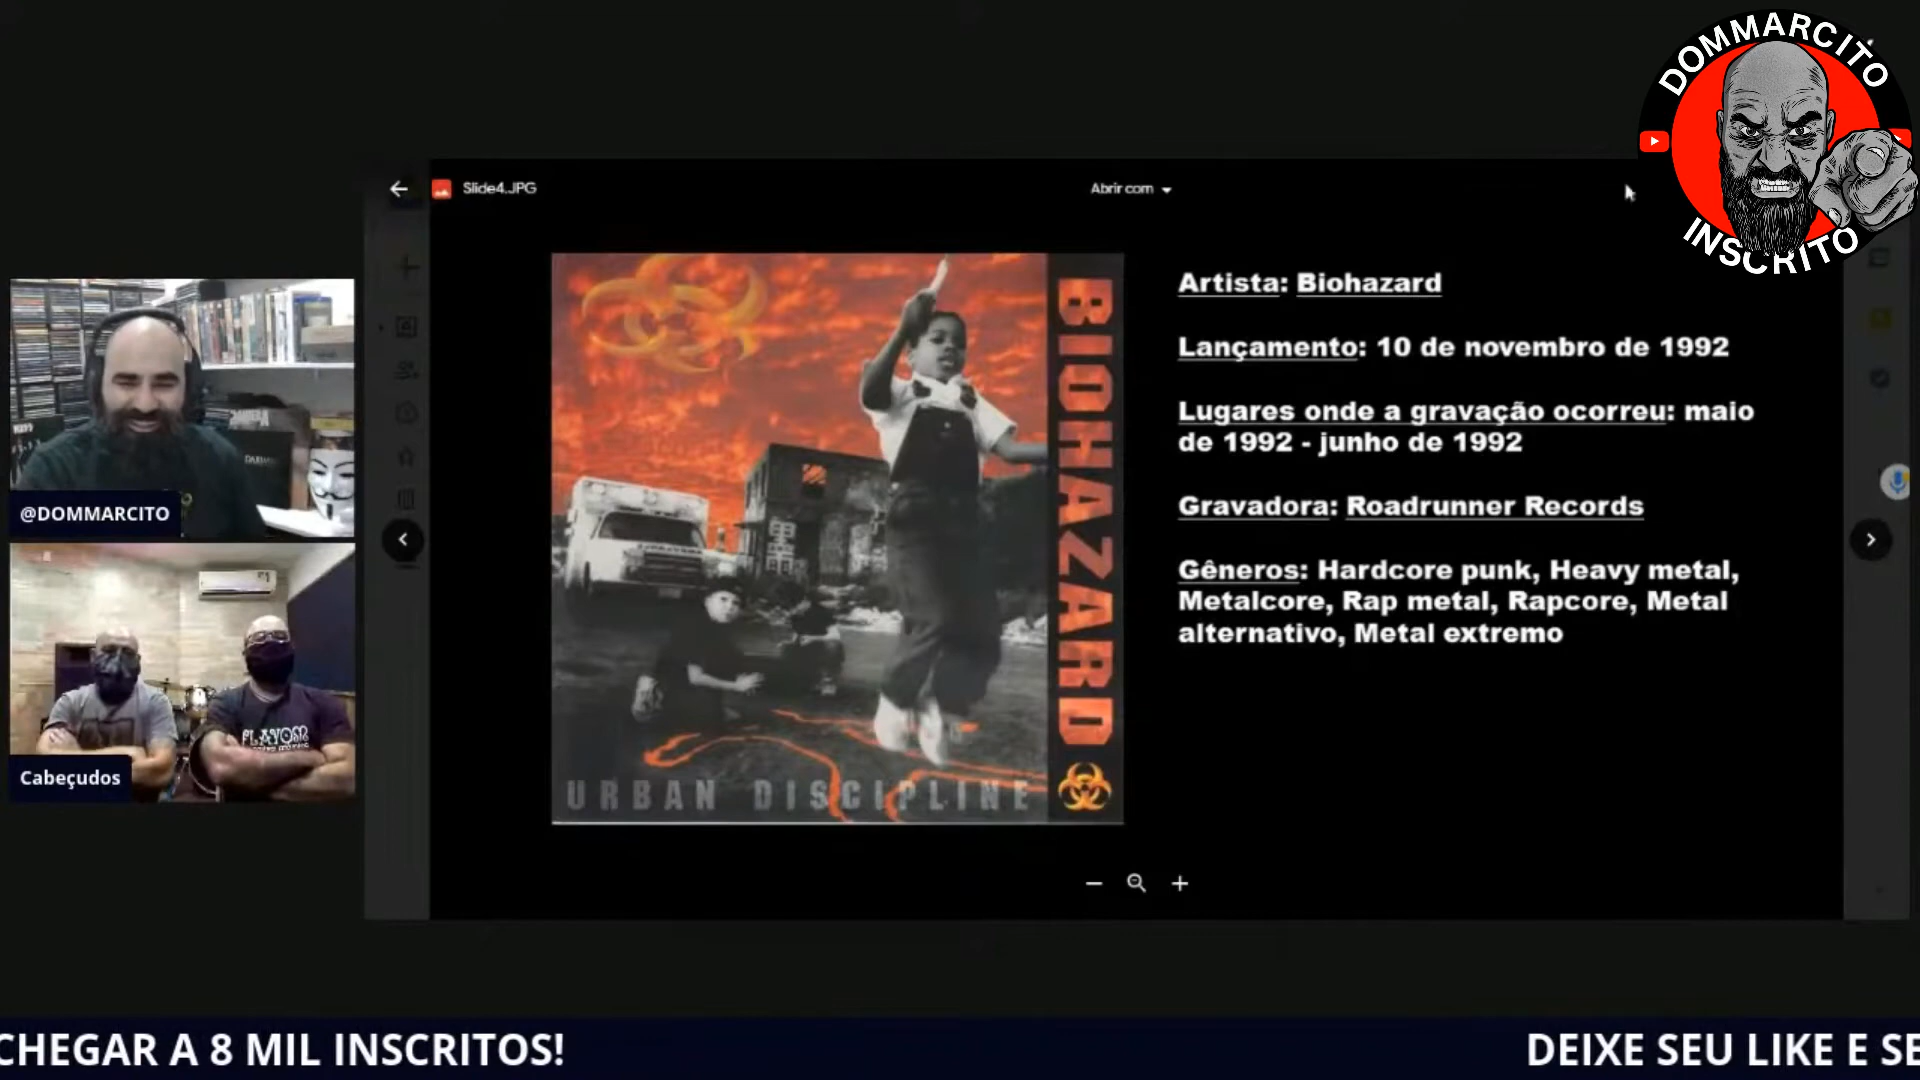 DOMMARCITO
INSCRITO
Slide4.JPG
Abrir com
BIOHAZARD
URBAN DISCIPLINE
Artista: Biohazard
Lançamento: 10 de novembro de 1992
Lugares onde a gravação ocorreu: maio
de 1992 - junho de 1992
Gravadora: Roadrunner Records
Gêneros: Hardcore punk, Heavy metal,
Metalcore, Rap metal, Rapcore, Metal
alternativo, Metal extremo
PANTERA
@DOMMARCITO
Cabeçudos
CHEGAR A 8 MIL INSCRITOS!
DEIXE SEU LIKE E SE